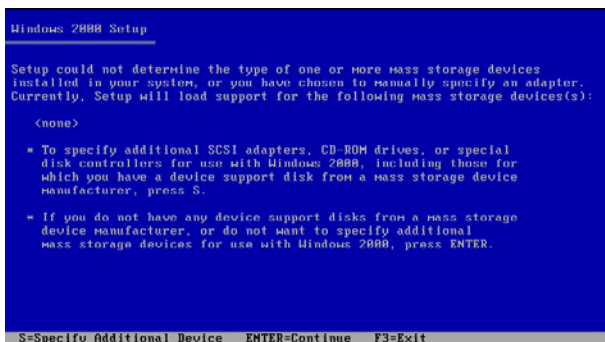 Windows 2000 Setup
Setup could not determine the type of one or more mass storage devices
installed in your system, or you have chosen to manually specify an adapter.
Currently, Setup will load support for the following mass storage devices(s):
<none>
* To specify additional SCSI adapters, CD-ROM drives, or special
disk controllers for use with Windows 2000, including those for
which you have a device support disk from a mass storage device
manufacturer, press S.
* If you do not have any device support disks from a mass storage
device manufacturer, or do not want to specify additional
mass storage devices for use with Windows 2000, press ENTER.
S=Specify Additional Device ENTER=Continue F3=Exit